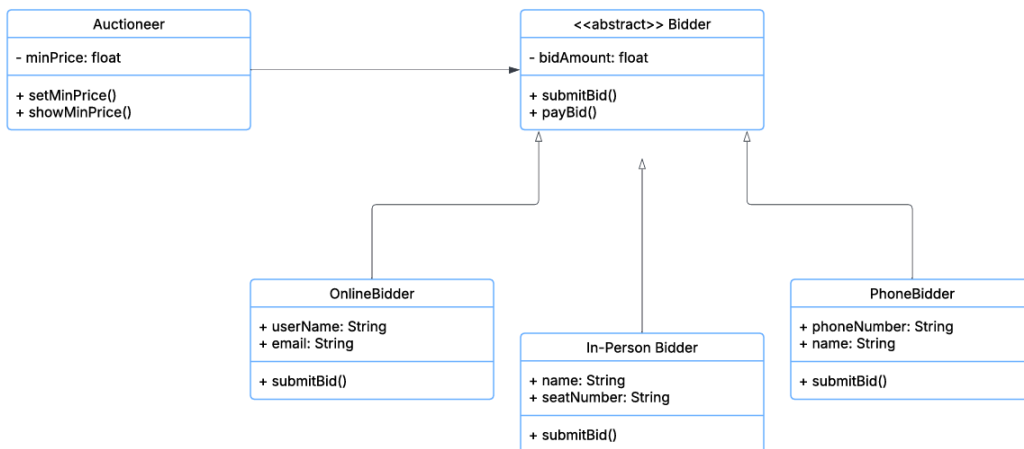 Auctioneer
- minPrice: float
+ setMinPrice()
+ showMinPrice()
<<abstract>> Bidder
- bidAmount: float
+ submitBid()
+ payBid()
OnlineBidder
+ userName: String
+ email: String
+ submitBid()
In-Person Bidder
+ name: String
+ seatNumber: String
+ submitBid()
PhoneBidder
+ phoneNumber: String
+ name: String
+ submitBid()